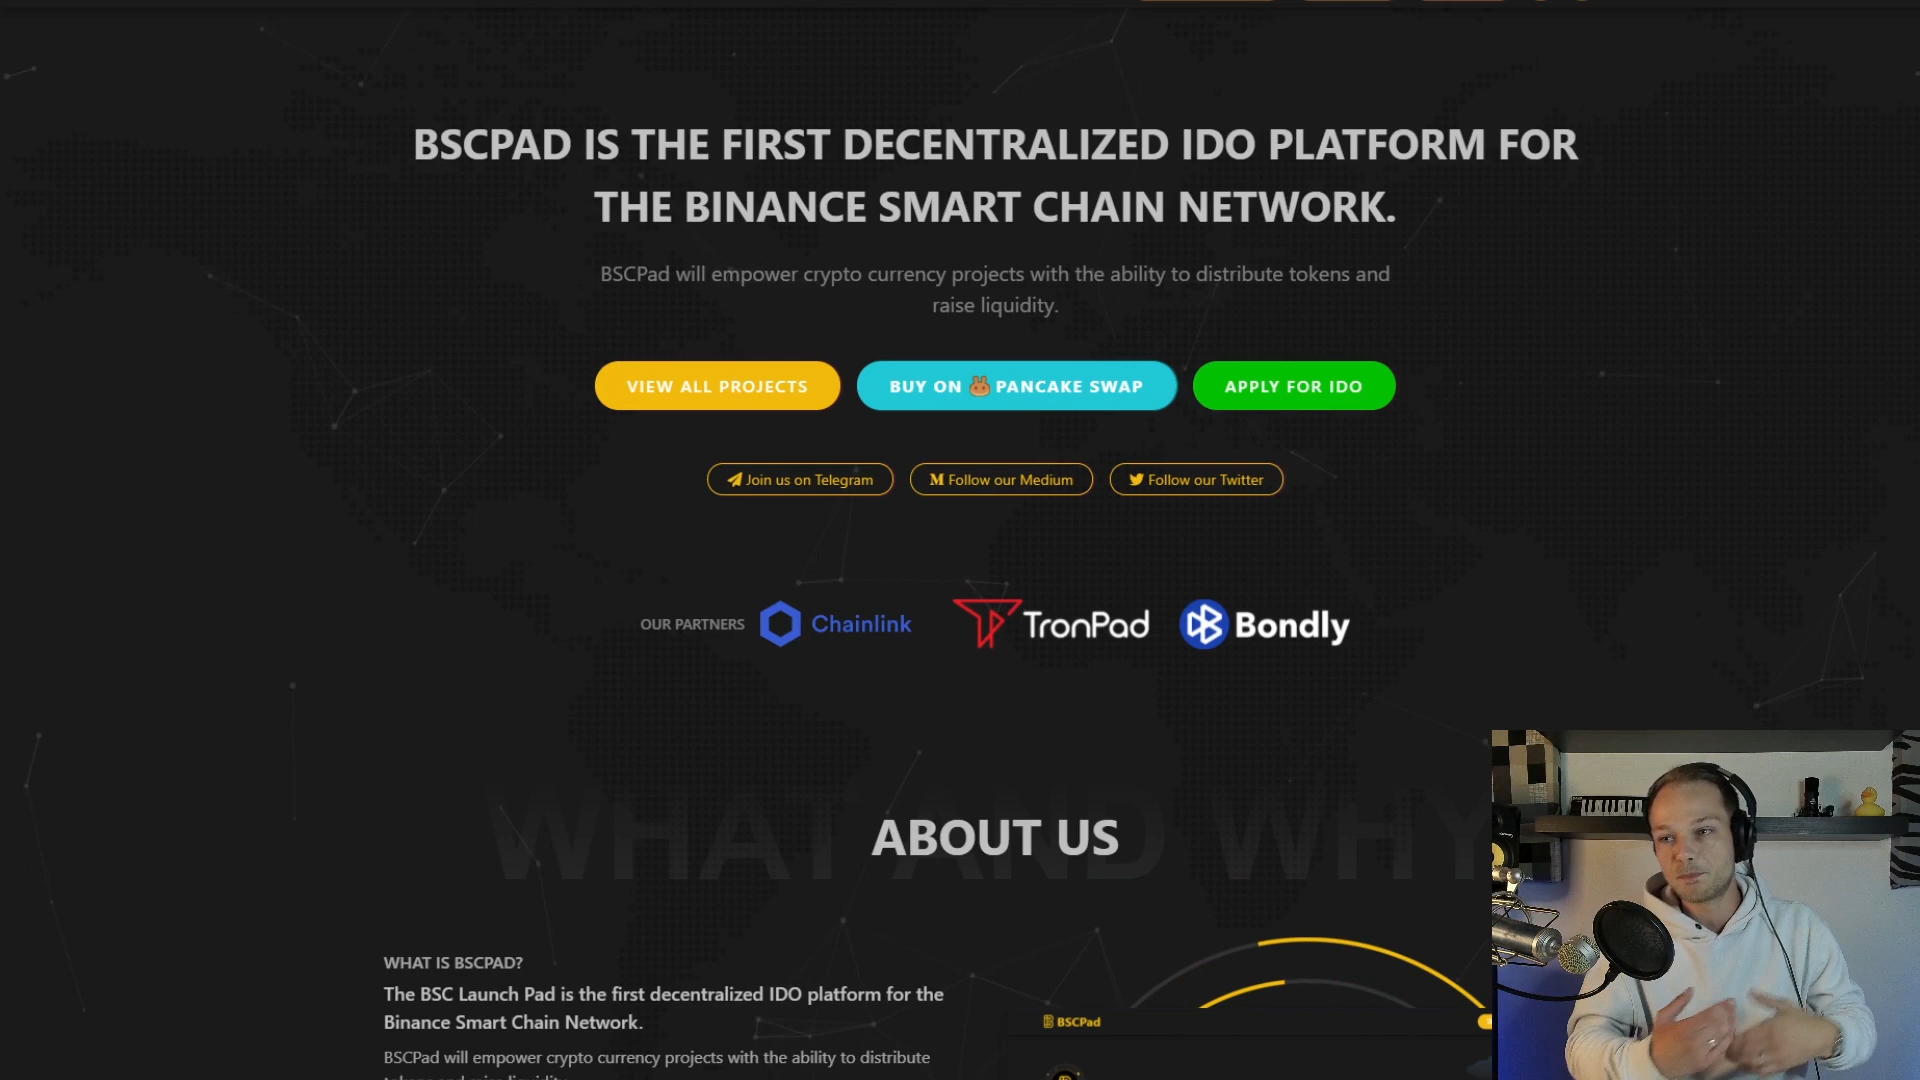 BSCPAD IS THE FIRST DECENTRALIZED IDO PLATFORM FOR
THE BINANCE SMART CHAIN NETWORK.
BSCPad will empower crypto currency projects with the ability to distribute tokens and
raise liquidity.
VIEW ALL PROJECTS
BUY ON PANCAKE SWAP
APPLY FOR IDO
Join us on Telegram
Follow our Medium
Follow our Twitter
OUR PARTNERS
Chainlink
TronPad
Bondly
WHAT AND WHY
ABOUT US
WHAT IS BSCPAD?
The BSC Launch Pad is the first decentralized IDO platform for the
Binance Smart Chain Network.
BSCPad will empower crypto currency projects with the ability to distribute
BSCPad